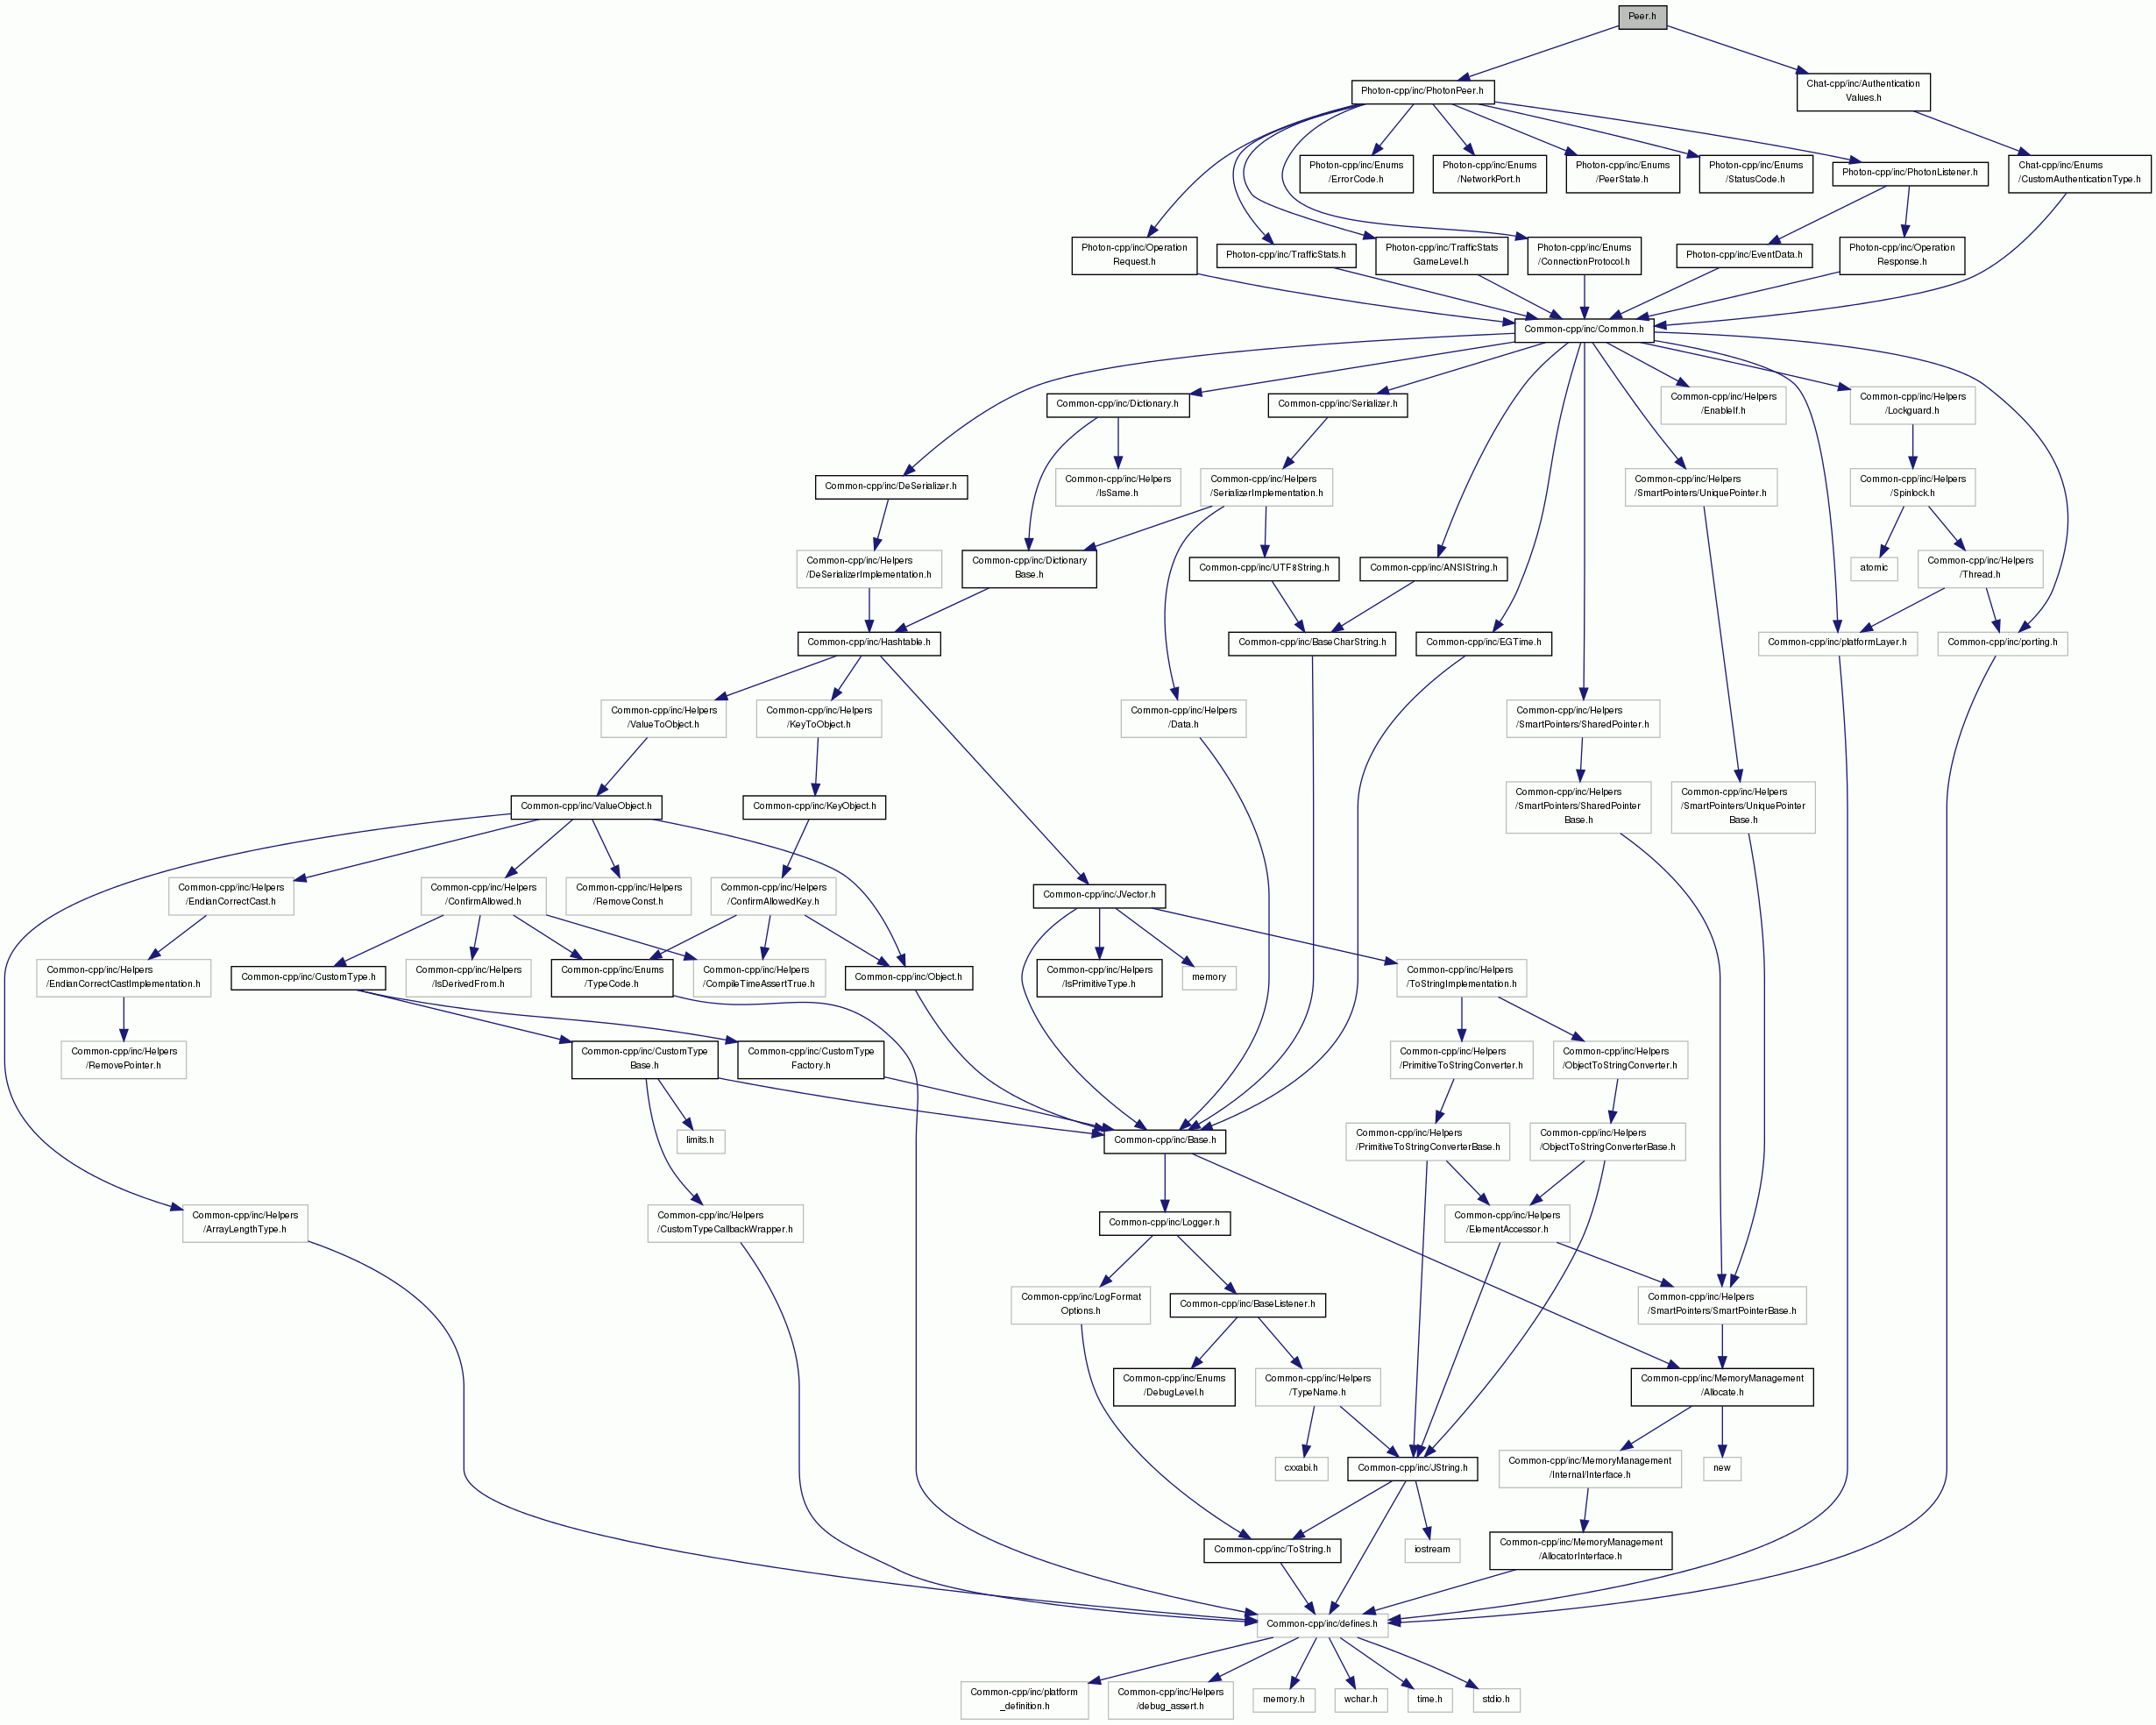 Peer.h
Photon-cpp/inc/PhotonPeer.h
Chat-cpp/inc/Authentication
Values.h
Photon-cpp/inc/Enums
/ErrorCode.h
Photon-cpp/inc/Enums
/NetworkPort.h
Photon-cpp/inc/Enums
/PeerState.h
Photon-cpp/inc/Enums
/StatusCode.h
Photon-cpp/inc/PhotonListener.h
Chat-cpp/inc/Enums
/CustomAuthenticationType.h
Photon-cpp/inc/Operation
Request.h
Photon-cpp/inc/TrafficStats.h
Photon-cpp/inc/TrafficStats
GameLevel.h
Photon-cpp/inc/Enums
/ConnectionProtocol.h
Photon-cpp/inc/EventData.h
Photon-cpp/inc/Operation
Response.h
Common-cpp/inc/Common.h
Common-cpp/inc/Dictionary.h
Common-cpp/inc/Serializer.h
Common-cpp/inc/Helpers
/EnableIf.h
Common-cpp/inc/Helpers
/Lockguard.h
Common-cpp/inc/DeSerializer.h
Common-cpp/inc/Helpers
/IsSame.h
Common-cpp/inc/Helpers
/SerializerImplementation.h
Common-cpp/inc/Helpers
/SmartPointers/UniquePointer.h
Common-cpp/inc/Helpers
/Spinlock.h
Common-cpp/inc/Helpers
/DeSerializerImplementation.h
Common-cpp/inc/Dictionary
Base.h
Common-cpp/inc/UTF8String.h
Common-cpp/inc/ANSIString.h
atomic
Common-cpp/inc/Helpers
/Thread.h
Common-cpp/inc/Hashtable.h
Common-cpp/inc/BaseCharString.h
Common-cpp/inc/EGTime.h
Common-cpp/inc/platformLayer.h
Common-cpp/inc/porting.h
Common-cpp/inc/Helpers
/ValueToObject.h
Common-cpp/inc/Helpers
/KeyToObject.h
Common-cpp/inc/Helpers
/Data.h
Common-cpp/inc/Helpers
/SmartPointers/SharedPointer.h
Common-cpp/inc/ValueObject.h
Common-cpp/inc/KeyObject.h
Common-cpp/inc/Helpers
/SmartPointers/SharedPointer
Base.h
Common-cpp/inc/Helpers
/SmartPointers/UniquePointer
Base.h
Common-cpp/inc/Helpers
/EndianCorrectCast.h
Common-cpp/inc/Helpers
/ConfirmAllowed.h
Common-cpp/inc/Helpers
/RemoveConst.h
Common-cpp/inc/Helpers
/ConfirmAllowedKey.h
Common-cpp/inc/JVector.h
Common-cpp/inc/Helpers
/EndianCorrectCastImplementation.h
Common-cpp/inc/CustomType.h
Common-cpp/inc/Helpers
/IsDerivedFrom.h
Common-cpp/inc/Enums
/TypeCode.h
Common-cpp/inc/Helpers
/CompileTimeAssertTrue.h
Common-cpp/inc/Object.h
Common-cpp/inc/Helpers
/IsPrimitiveType.h
memory
Common-cpp/inc/Helpers
/ToStringImplementation.h
Common-cpp/inc/Helpers
/RemovePointer.h
Common-cpp/inc/CustomType
Base.h
Common-cpp/inc/CustomType
Factory.h
Common-cpp/inc/Helpers
/PrimitiveToStringConverter.h
Common-cpp/inc/Helpers
/ObjectToStringConverter.h
limits.h
Common-cpp/inc/Base.h
Common-cpp/inc/Helpers
/PrimitiveToStringConverterBase.h
Common-cpp/inc/Helpers
/ObjectToStringConverterBase.h
Common-cpp/inc/Helpers
/ArrayLengthType.h
Common-cpp/inc/Helpers
/CustomTypeCallbackWrapper.h
Common-cpp/inc/Logger.h
Common-cpp/inc/Helpers
/ElementAccessor.h
Common-cpp/inc/LogFormat
Options.h
Common-cpp/inc/BaseListener.h
Common-cpp/inc/Helpers
/SmartPointers/SmartPointerBase.h
Common-cpp/inc/Enums
/DebugLevel.h
Common-cpp/inc/Helpers
/TypeName.h
Common-cpp/inc/MemoryManagement
/Allocate.h
cxxabi.h
Common-cpp/inc/JString.h
Common-cpp/inc/MemoryManagement
/Internal/Interface.h
new
Common-cpp/inc/ToString.h
iostream
Common-cpp/inc/MemoryManagement
/AllocatorInterface.h
Common-cpp/inc/defines.h
Common-cpp/inc/platform
_definition.h
Common-cpp/inc/Helpers
/debug_assert.h
memory.h
wchar.h
time.h
stdio.h